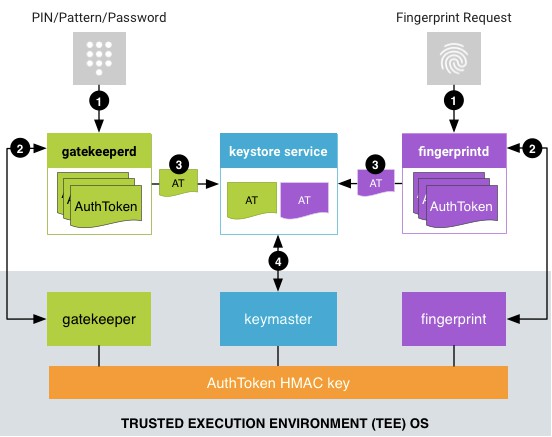 PIN/Pattern/Password
Fingerprint Request
1
1
2
gatekeeperd
3
keystore service
3
fingerprintd
2
AT
AT
A
A
AuthToken
AT
AT
AuthToken
4
gatekeeper
keymaster
fingerprint
AuthToken HMAC key
TRUSTED EXECUTION ENVIRONMENT (TEE) OS